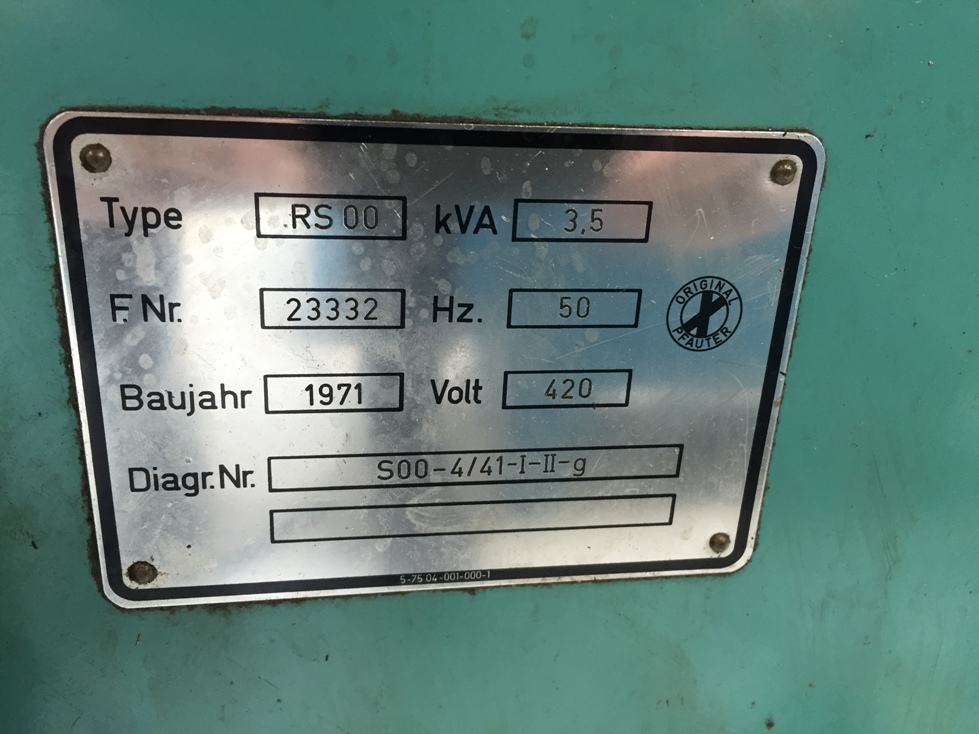 Type .RS 00 kVA 3,5
F. Nr. 23332 Hz. 50
ORIGINAL
PFAUTER
Baujahr 1971 Volt 420
Diagr. Nr. S00-4/41-I-II-g
5-75 04-001-000-1